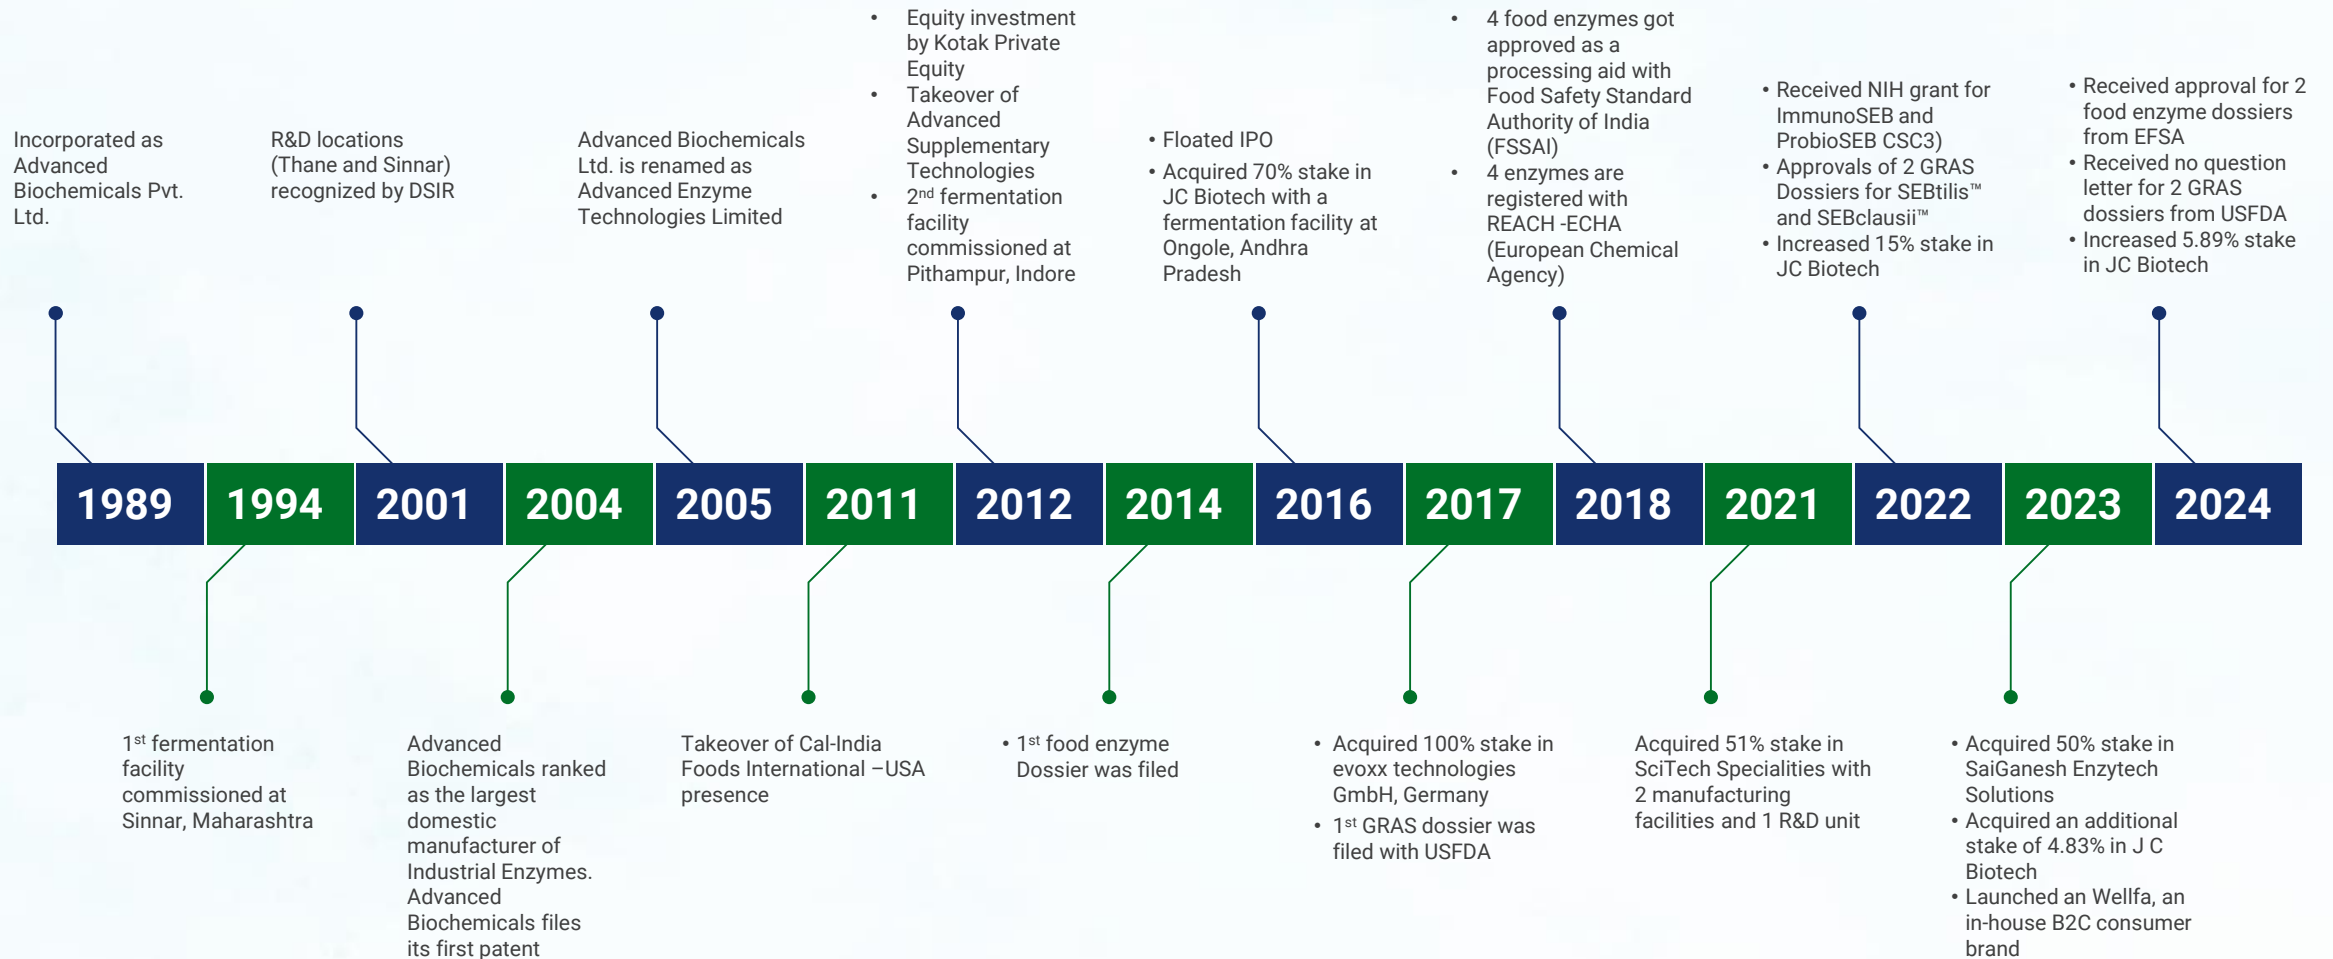 Incorporated as
Advanced
Biochemicals Pvt.
Ltd.
R&D locations
(Thane and Sinnar)
recognized by DSIR
Advanced Biochemicals
Ltd. is renamed as
Advanced Enzyme
Technologies Limited
• Equity investment
by Kotak Private
Equity
• Takeover of
Advanced
Supplementary
Technologies
• 2nd fermentation
facility
commissioned at
Pithampur, Indore
• Floated IPO
• Acquired 70% stake in
JC Biotech with a
fermentation facility at
Ongole, Andhra
Pradesh
• 4 food enzymes got
approved as a
processing aid with
Food Safety Standard
Authority of India
(FSSAI)
• 4 enzymes are
registered with
REACH -ECHA
(European Chemical
Agency)
• Received NIH grant for
ImmunoSEB and
ProbioSEB CSC3)
• Approvals of 2 GRAS
Dossiers for SEBtilis™
and SEBclausii™
• Increased 15% stake in
JC Biotech
• Received approval for 2
food enzyme dossiers
from EFSA
• Received no question
letter for 2 GRAS
dossiers from USFDA
• Increased 5.89% stake
in JC Biotech
1989 1994 2001 2004 2005 2011 2012 2014 2016 2017 2018 2021 2022 2023 2024
1st fermentation
facility
commissioned at
Sinnar, Maharashtra
Advanced
Biochemicals ranked
as the largest
domestic
manufacturer of
Industrial Enzymes.
Advanced
Biochemicals files
its first patent
Takeover of Cal-India
Foods International –USA
presence
• 1st food enzyme
Dossier was filed
• Acquired 100% stake in
evoxx technologies
GmbH, Germany
• 1st GRAS dossier was
filed with USFDA
Acquired 51% stake in
SciTech Specialities with
2 manufacturing
facilities and 1 R&D unit
• Acquired 50% stake in
SaiGanesh Enzytech
Solutions
• Acquired an additional
stake of 4.83% in J C
Biotech
• Launched an Wellfa, an
in-house B2C consumer
brand